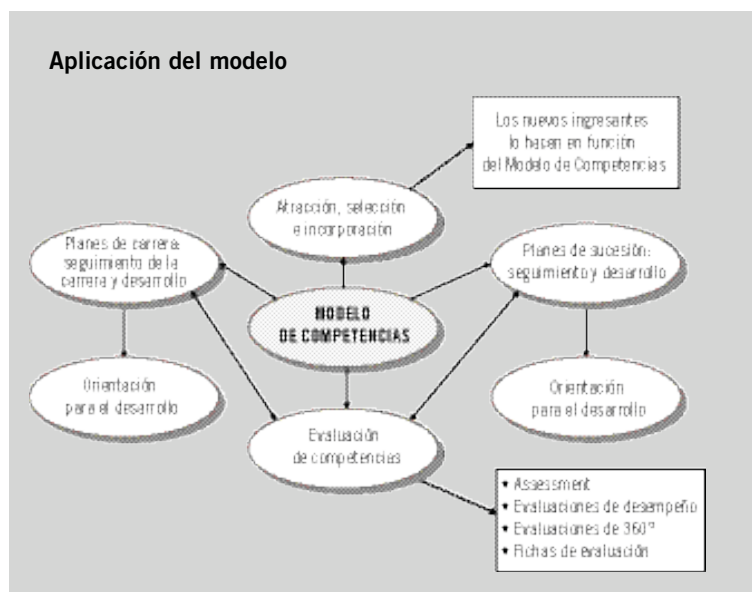 Aplicación del modelo
Los nuevos ingresantes
lo hacen en función
del Modelo de Competencias
Atracción, selección
e incorporación
Planes de carrera:
seguimiento de la
carrera y desarrollo
Planes de sucesión:
seguimiento y desarrollo
MODELO
DE COMPETENCIAS
Orientación
para el desarrollo
Orientación
para el desarrollo
Evaluación
de competencias
• Assessment
• Evaluaciones de desempeño
• Evaluaciones de 360º
• Fichas de evaluación